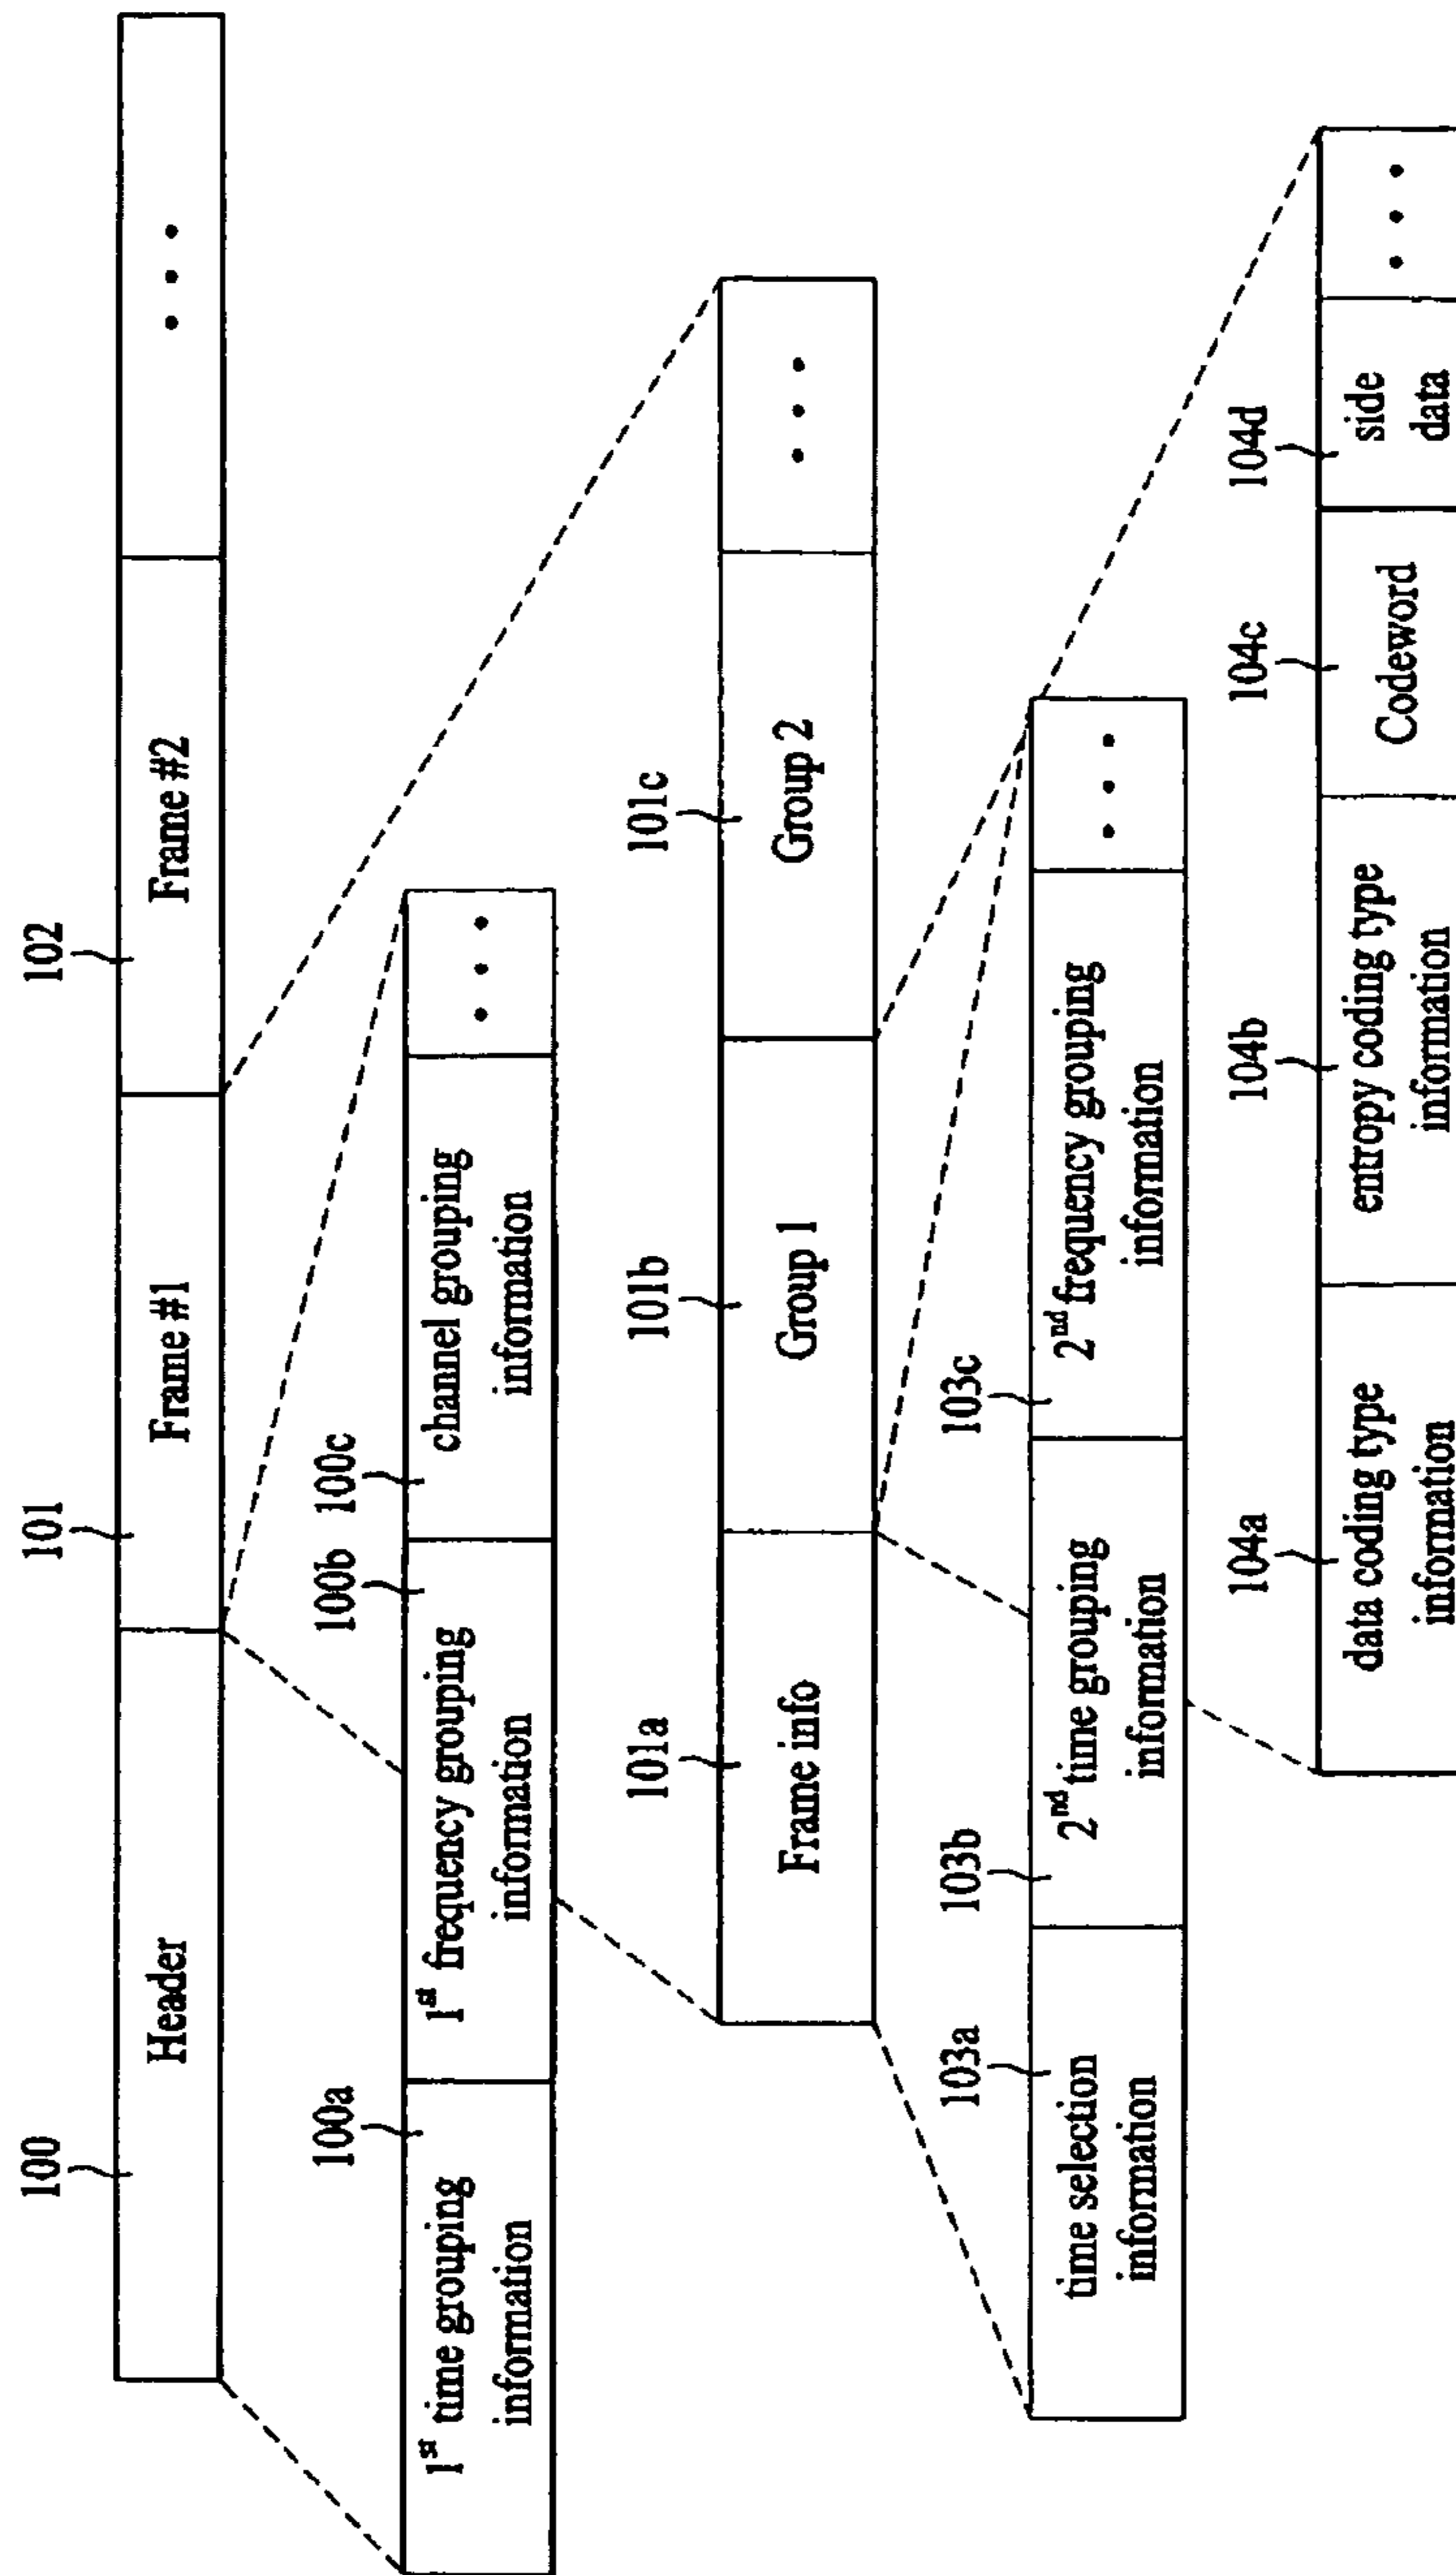 100
101
102
Header
Frame #1
Frame #2
• • •
100a
100b
100c
1st time grouping
information
1st frequency grouping
information
channel grouping
information
• • •
101a
101b
101c
Frame info
Group 1
Group 2
• • •
103a
103b
103c
time selection
information
2nd time grouping
information
2nd frequency grouping
information
• • •
104a
104b
104c
104d
data coding type
information
entropy coding type
information
Codeword
side
data
• • •